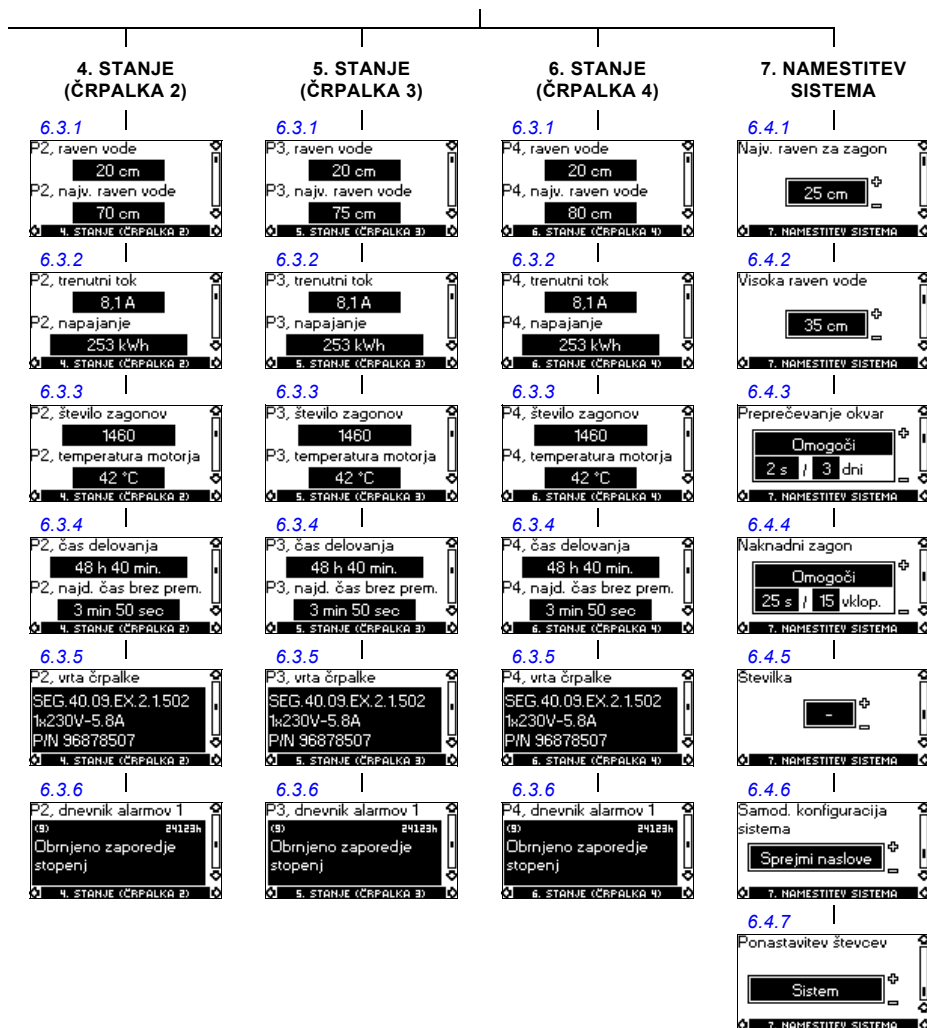 4. STANJE
(ČRPALKA 2)
6.3.1
P2, raven vode
20 cm
P2, najv. raven vode
70 cm
4. STANJE (ČRPALKA 2)
6.3.2
P2, trenutni tok
8,1 A
P2, napajanje
253 kWh
4. STANJE (ČRPALKA 2)
6.3.3
P2, število zagonov
1460
P2, temperatura motorja
42 °C
4. STANJE (ČRPALKA 2)
6.3.4
P2, čas delovanja
48 h 40 min.
P2, najd. čas brez prem.
3 min 50 sec
4. STANJE (ČRPALKA 2)
6.3.5
P2, vrta črpalke
SEG.40.09.EX.2.1.502
1x230V-5.8A
P/N 96878507
4. STANJE (ČRPALKA 2)
6.3.6
P2, dnevnik alarmov 1
(9) 24123h
Obrnjeno zaporedje
stopenj
4. STANJE (ČRPALKA 2)
5. STANJE
(ČRPALKA 3)
6.3.1
P3, raven vode
20 cm
P3, najv. raven vode
75 cm
5. STANJE (ČRPALKA 3)
6.3.2
P3, trenutni tok
8,1 A
P3, napajanje
253 kWh
5. STANJE (ČRPALKA 3)
6.3.3
P3, število zagonov
1460
P3, temperatura motorja
42 °C
5. STANJE (ČRPALKA 3)
6.3.4
P3, čas delovanja
48 h 40 min.
P3, najd. čas brez prem.
3 min 50 sec
5. STANJE (ČRPALKA 3)
6.3.5
P3, vrta črpalke
SEG.40.09.EX.2.1.502
1x230V-5.8A
P/N 96878507
5. STANJE (ČRPALKA 3)
6.3.6
P3, dnevnik alarmov 1
(9) 24123h
Obrnjeno zaporedje
stopenj
5. STANJE (ČRPALKA 3)
6. STANJE
(ČRPALKA 4)
6.3.1
P4, raven vode
20 cm
P4, najv. raven vode
80 cm
6. STANJE (ČRPALKA 4)
6.3.2
P4, trenutni tok
8,1 A
P4, napajanje
253 kWh
6. STANJE (ČRPALKA 4)
6.3.3
P4, število zagonov
1460
P4, temperatura motorja
42 °C
6. STANJE (ČRPALKA 4)
6.3.4
P4, čas delovanja
48 h 40 min.
P4, najd. čas brez prem.
3 min 50 sec
6. STANJE (ČRPALKA 4)
6.3.5
P4, vrta črpalke
SEG.40.09.EX.2.1.502
1x230V-5.8A
P/N 96878507
6. STANJE (ČRPALKA 4)
6.3.6
P4, dnevnik alarmov 1
(9) 24123h
Obrnjeno zaporedje
stopenj
6. STANJE (ČRPALKA 4)
7. NAMESTITEV
SISTEMA
6.4.1
Najv. raven za zagon
25 cm
7. NAMESTITEV SISTEMA
6.4.2
Visoka raven vode
35 cm
7. NAMESTITEV SISTEMA
6.4.3
Preprečevanje okvar
Omogoči
2 s / 3 dni
7. NAMESTITEV SISTEMA
6.4.4
Naknadni zagon
Omogoči
25 s / 15 vklop.
7. NAMESTITEV SISTEMA
6.4.5
Številka
-
7. NAMESTITEV SISTEMA
6.4.6
Samod. konfiguracija
sistema
Sprejmi naslove
7. NAMESTITEV SISTEMA
6.4.7
Ponastavitev števcev
Sistem
7. NAMESTITEV SISTEMA